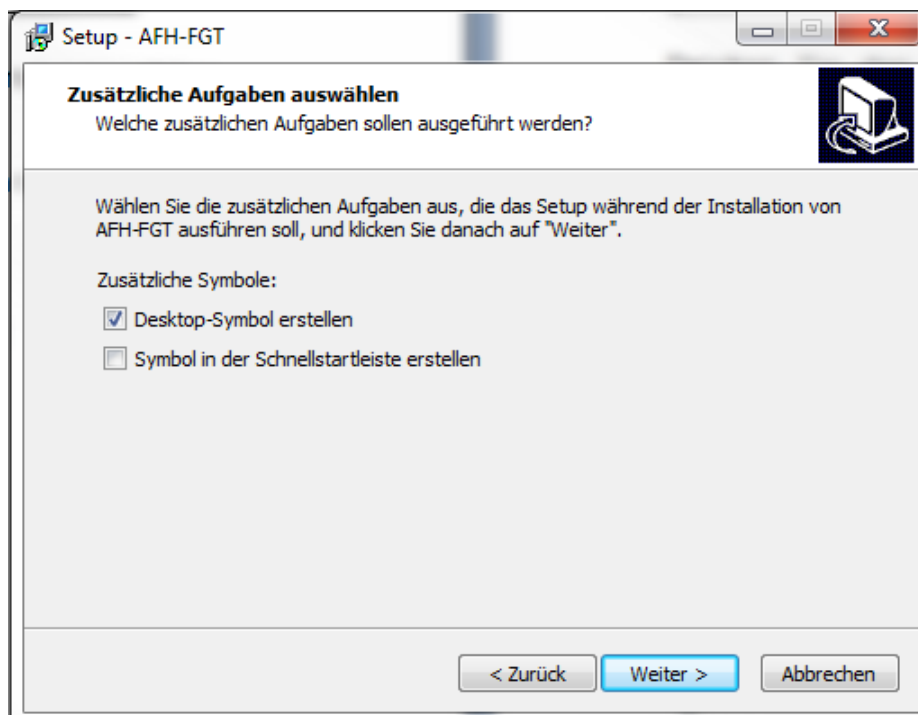 Setup - AFH-FGT
Zusätzliche Aufgaben auswählen
Welche zusätzlichen Aufgaben sollen ausgeführt werden?
Wählen Sie die zusätzlichen Aufgaben aus, die das Setup während der Installation von
AFH-FGT ausführen soll, und klicken Sie danach auf "Weiter".
Zusätzliche Symbole:
Desktop-Symbol erstellen
Symbol in der Schnellstartleiste erstellen
< Zurück
Weiter >
Abbrechen